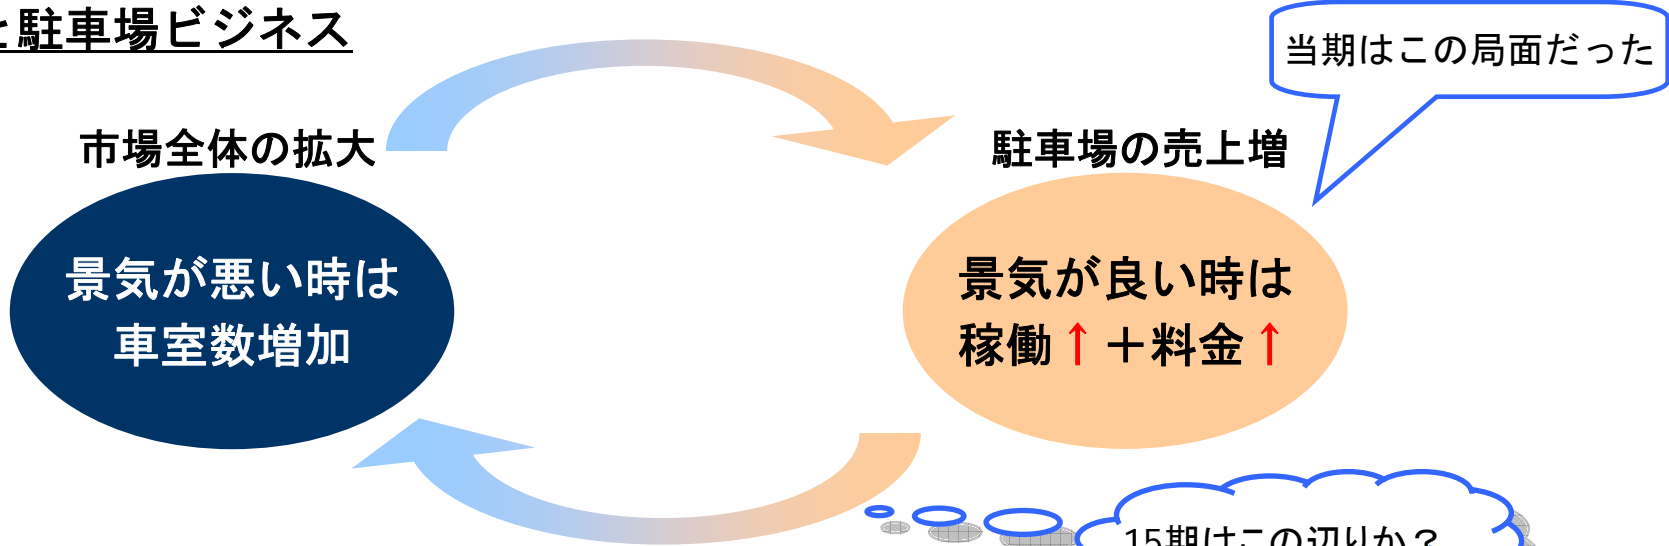 と駐車場ビジネス
当期はこの局面だった
市場全体の拡大
駐車場の売上増
景気が悪い時は
車室数増加
景気が良い時は
稼働↑＋料金↑
15期はこの辺りか？